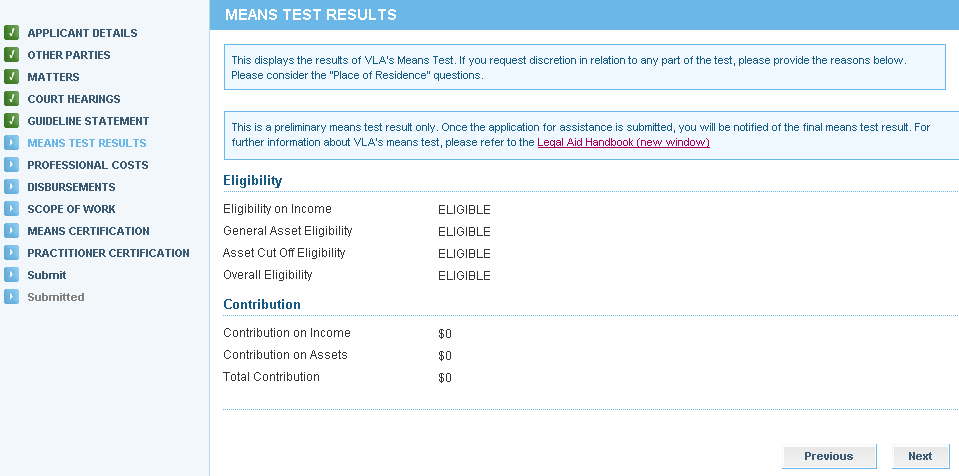 APPLICANT DETAILS
OTHER PARTIES
MATTERS
COURT HEARINGS
GUIDELINE STATEMENT
MEANS TEST RESULTS
PROFESSIONAL COSTS
DISBURSEMENTS
SCOPE OF WORK
MEANS CERTIFICATION
PRACTITIONER CERTIFICATION
Submit
Submitted
MEANS TEST RESULTS
This displays the results of VLA's Means Test. If you request discretion in relation to any part of the test, please provide the reasons below.
Please consider the "Place of Residence" questions.
This is a preliminary means test result only. Once the application for assistance is submitted, you will be notified of the final means test result. For
further information about VLA's means test, please refer to the Legal Aid Handbook (new window)
Eligibility
Eligibility on Income ELIGIBLE
General Asset Eligibility ELIGIBLE
Asset Cut Off Eligibility ELIGIBLE
Overall Eligibility ELIGIBLE
Contribution
Contribution on Income $0
Contribution on Assets $0
Total Contribution $0
Previous Next